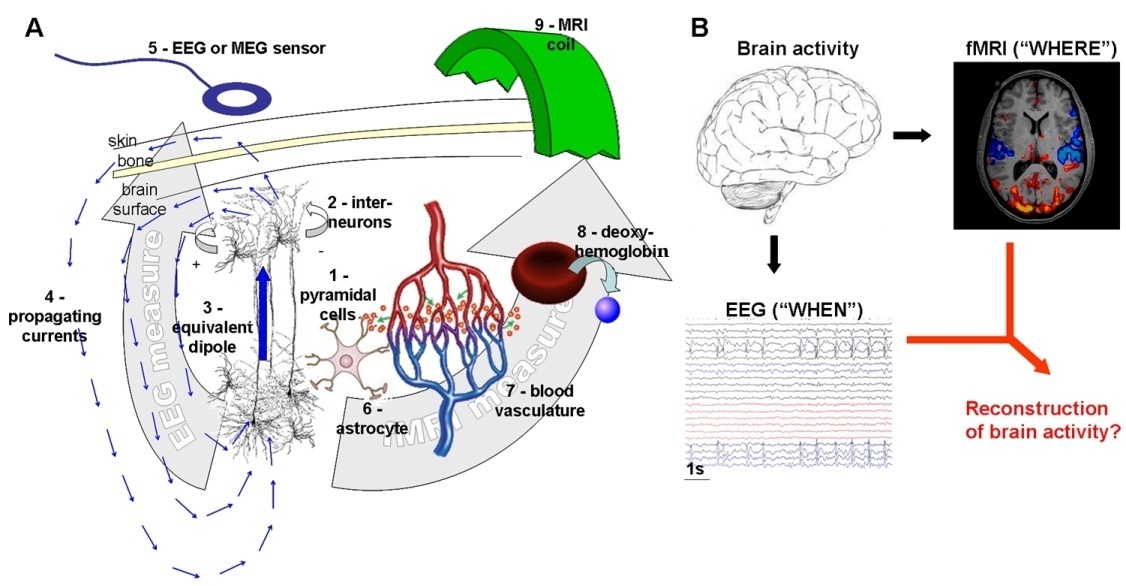 A
5 - EEG or MEG sensor
9 - MRI
coil
skin
bone
brain
surface
2 - inter-
neurons
8 - deoxy-
hemoglobin
+
-
1 -
pyramidal
cells
4 -
propagating
currents
3 -
equivalent
dipole
EEG measure
fMRI measure
6 -
astrocyte
7 - blood
vasculature
B
Brain activity
fMRI (“WHERE”)
EEG (“WHEN”)
1s
Reconstruction
of brain activity?